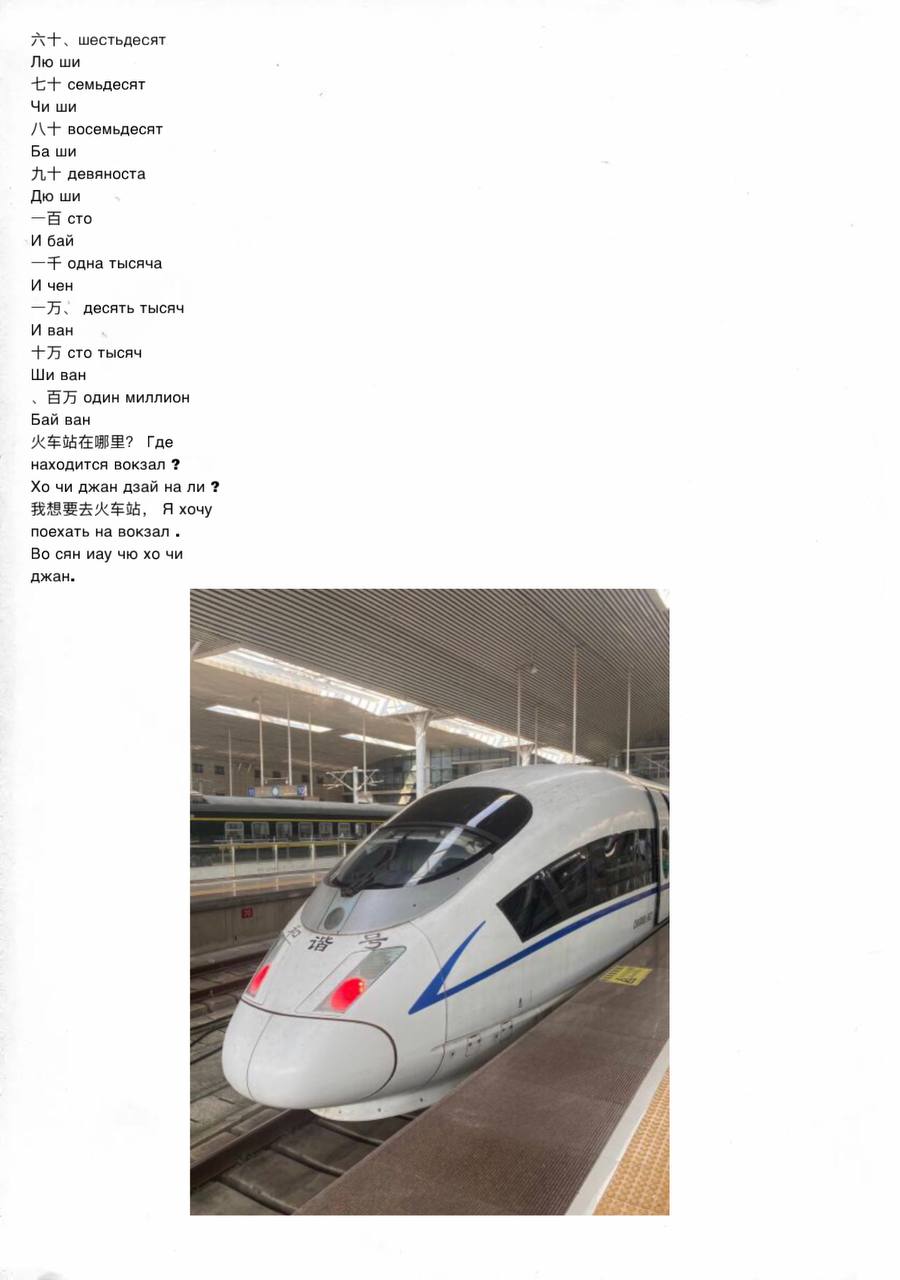 六十、шестьдесят
Лю ши
七十 семьдесят
Чи ши
八十 восемьдесят
Ба ши
九十 девяноста
Дю ши
一百 сто
И бай
一千 одна тысяча
И чен
一万、 десять тысяч
И ван
十万 сто тысяч
Ши ван
、百万 один миллион
Бай ван
火车站在哪里? Где
находится вокзал ?
Хо чи джан дзай на ли ?
我想要去火车站， Я хочу
поехать на вокзал .
Во сян иау чю хо чи
джан.
和谐号